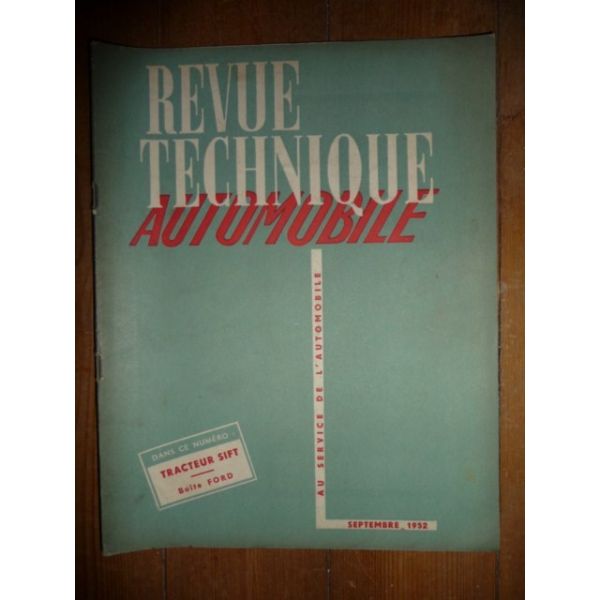 REVUE
TECHNIQUE
AUTOMOBILE
AU SERVICE DE L'AUTOMOBILE
DANS CE NUMÉRO :
TRACTEUR SIFT
Boîte FORD
SEPTEMBRE 1952